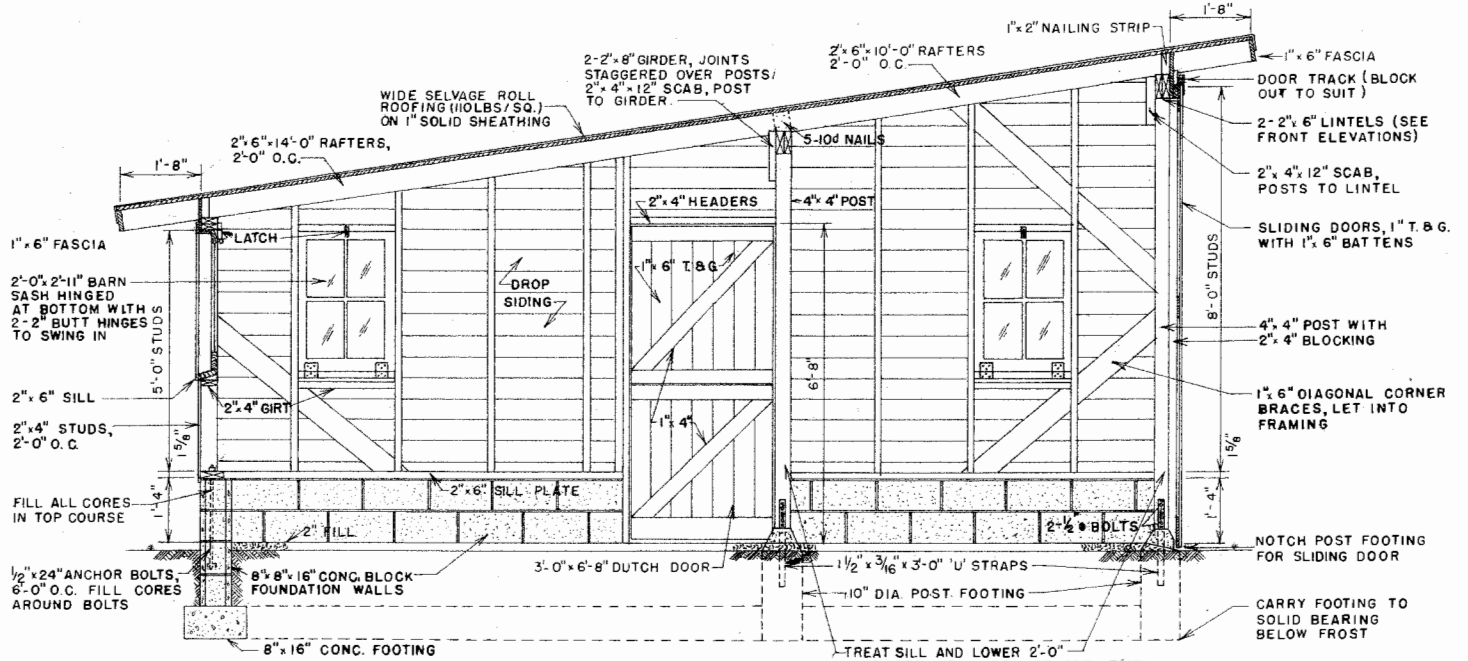 1'-8"
1"x 2" NAILING STRIP
2-2"x 8" GIRDER, JOINTS
STAGGERED OVER POSTS/
2"x 4"x 12" SCAB, POST
TO GIRDER.
2"x 6"x 10'-0" RAFTERS
2'-0" O.C.
1"x 6" FASCIA
DOOR TRACK (BLOCK
OUT TO SUIT)
WIDE SELVAGE ROLL
ROOFING (110LBS/SQ.)
ON 1" SOLID SHEATHING
2-2"x 6" LINTELS (SEE
FRONT ELEVATIONS)
5-10d NAILS
2"x 6"x 14'-0" RAFTERS,
2'-0" O.C.
1'-8"
2"x 4"x 12" SCAB,
POSTS TO LINTEL
2"x 4" HEADERS
4"x 4" POST
SLIDING DOORS, 1" T. & G.
WITH 1"x 6" BATTENS
1"x 6" FASCIA
LATCH
1"x 6" T. & G.
DROP
SIDING
2'-0"x 2'-11" BARN
SASH HINGED
AT BOTTOM WITH
2-2" BUTT HINGES
TO SWING IN
5'-0" STUDS
8'-0" STUDS
4"x 4" POST WITH
2"x 4" BLOCKING
6'-8"
2"x 6" SILL
2"x 4" GIRT
1"x 6" DIAGONAL CORNER
BRACES, LET INTO
FRAMING
2"x 4" STUDS,
2'-0" O.C.
1"x 4"
1 5/8"
1 5/8"
2"x 6" SILL PLATE
FILL ALL CORES
IN TOP COURSE
1'-4"
1'-4"
2-½"ø BOLTS
2" FILL
NOTCH POST FOOTING
FOR SLIDING DOOR
½"x 24" ANCHOR BOLTS,
6'-0" O.C. FILL CORES
AROUND BOLTS
8"x 8"x 16" CONC. BLOCK
FOUNDATION WALLS
3'-0"x 6'-8" DUTCH DOOR
1½"x 3/16"x 3'-0" 'U' STRAPS
10" DIA. POST FOOTING
CARRY FOOTING TO
SOLID BEARING
BELOW FROST
8"x 16" CONC. FOOTING
TREAT SILL AND LOWER 2'-0"